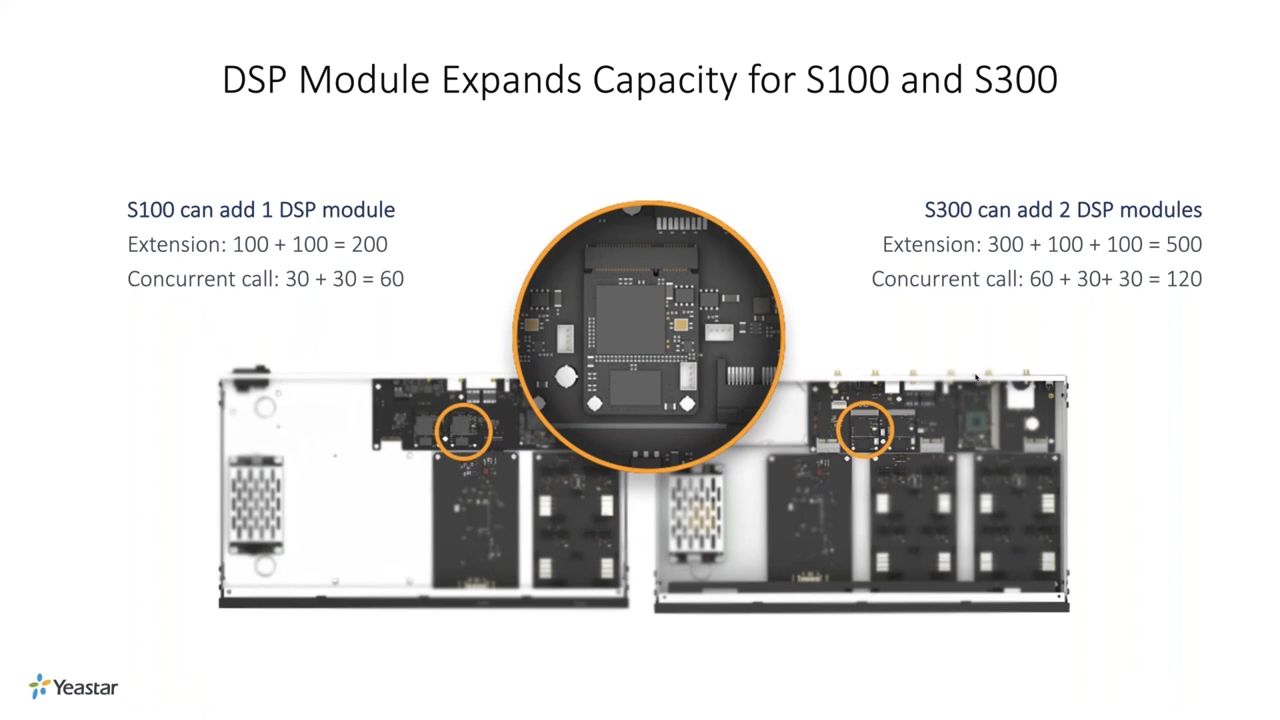 DSP Module Expands Capacity for S100 and S300
S100 can add 1 DSP module
Extension: 100 + 100 = 200
Concurrent call: 30 + 30 = 60
S300 can add 2 DSP modules
Extension: 300 + 100 + 100 = 500
Concurrent call: 60 + 30+ 30 = 120
Yeastar